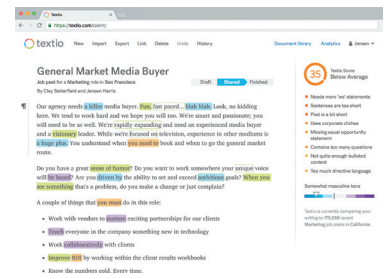 Textio
https://textio.com/talent/
textio New Import Export Link Delete Undo History Document library Analytics Jensen
General Market Media Buyer
Job post for a Marketing role in San Francisco
By Clay Satterfield and Jensen Harris
Draft Shared Finished
Our agency needs a killer media buyer. Fun, fast paced... blah blah. Look, no kidding
here. We tend to work hard and we hope you will too. We're smart and passionate; you
will need to be as well. We're rapidly expanding and need an experienced media buyer
and a visionary leader. While we're focused on television, experience in other mediums is
a huge plus. You understand when you need to book and when to go the general market
route.
Do you have a great sense of humor? Do you want to work somewhere your unique voice
will be heard? Are you driven by the ability to set and exceed ambitious goals? When you
see something that's a problem, do you make a change or just complain?
A couple of things that you must do in this role:
Work with vendors to nurture exciting partnerships for our clients
Teach everyone in the company something new in technology
Work collaboratively with clients
Improve ROI by working within the client results workbooks
Know the numbers cold. Every time.
35 Textio Score
Below Average
Needs more 'we' statements
Sentences are too short
Post is a bit short
Uses corporate cliches
Missing equal opportunity
statement
Contains too many questions
Not quite enough bulleted
content
Too much directive language
Somewhat masculine tone
Textio is currently comparing your
writing to
Marketing job posts in California.